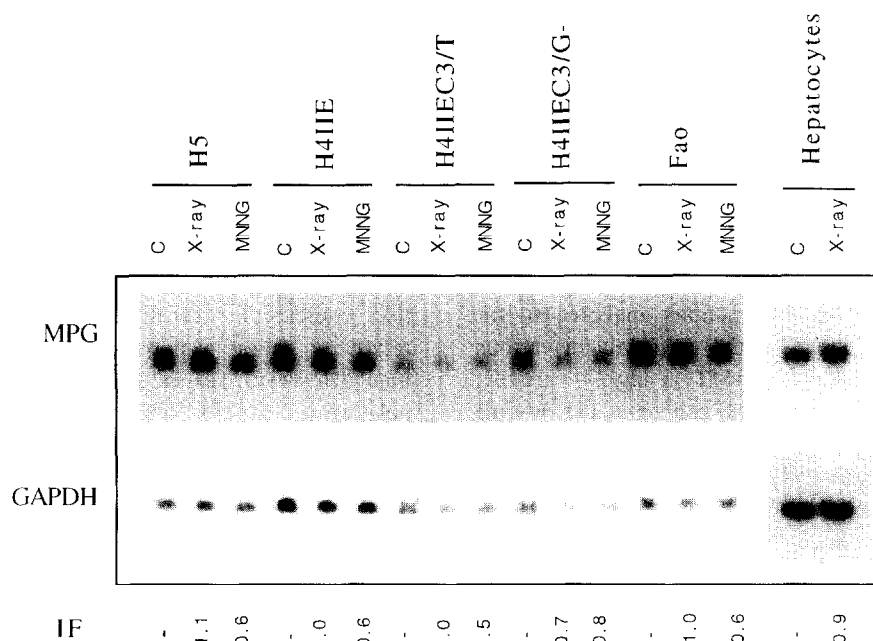 H5 H4IIE H4IIEC3/T H4IIEC3/G- Fao Hepatocytes
C X-ray MNNG C X-ray MNNG C X-ray MNNG C X-ray MNNG C X-ray MNNG C X-ray
MPG
GAPDH
IF - 1.1 0.6 - .0 0.6 - .0 .5 - 0.7 0.8 - 1.0 0.6 - 0.9